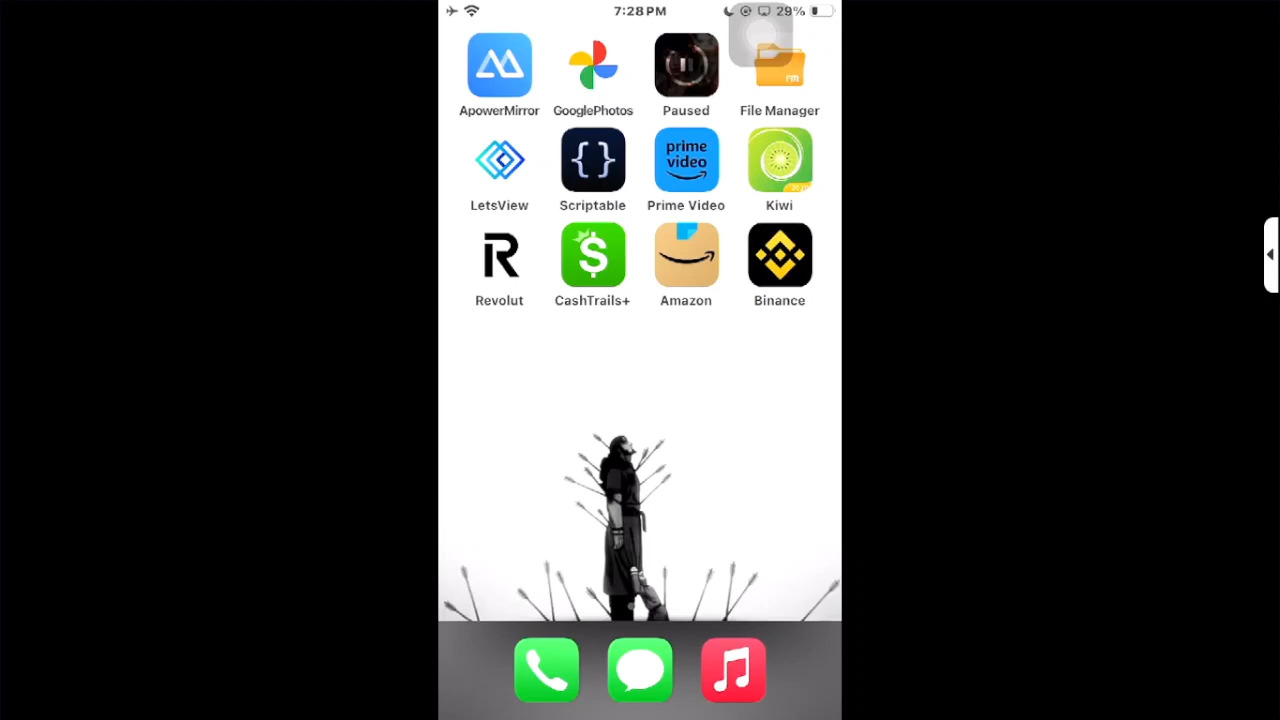 7:28 PM
29%
ApowerMirror
GooglePhotos
Paused
rm
File Manager
LetsView
{ }
Scriptable
prime
video
Prime Video
Kiwi
R
Revolut
$
CashTrails+
Amazon
Binance